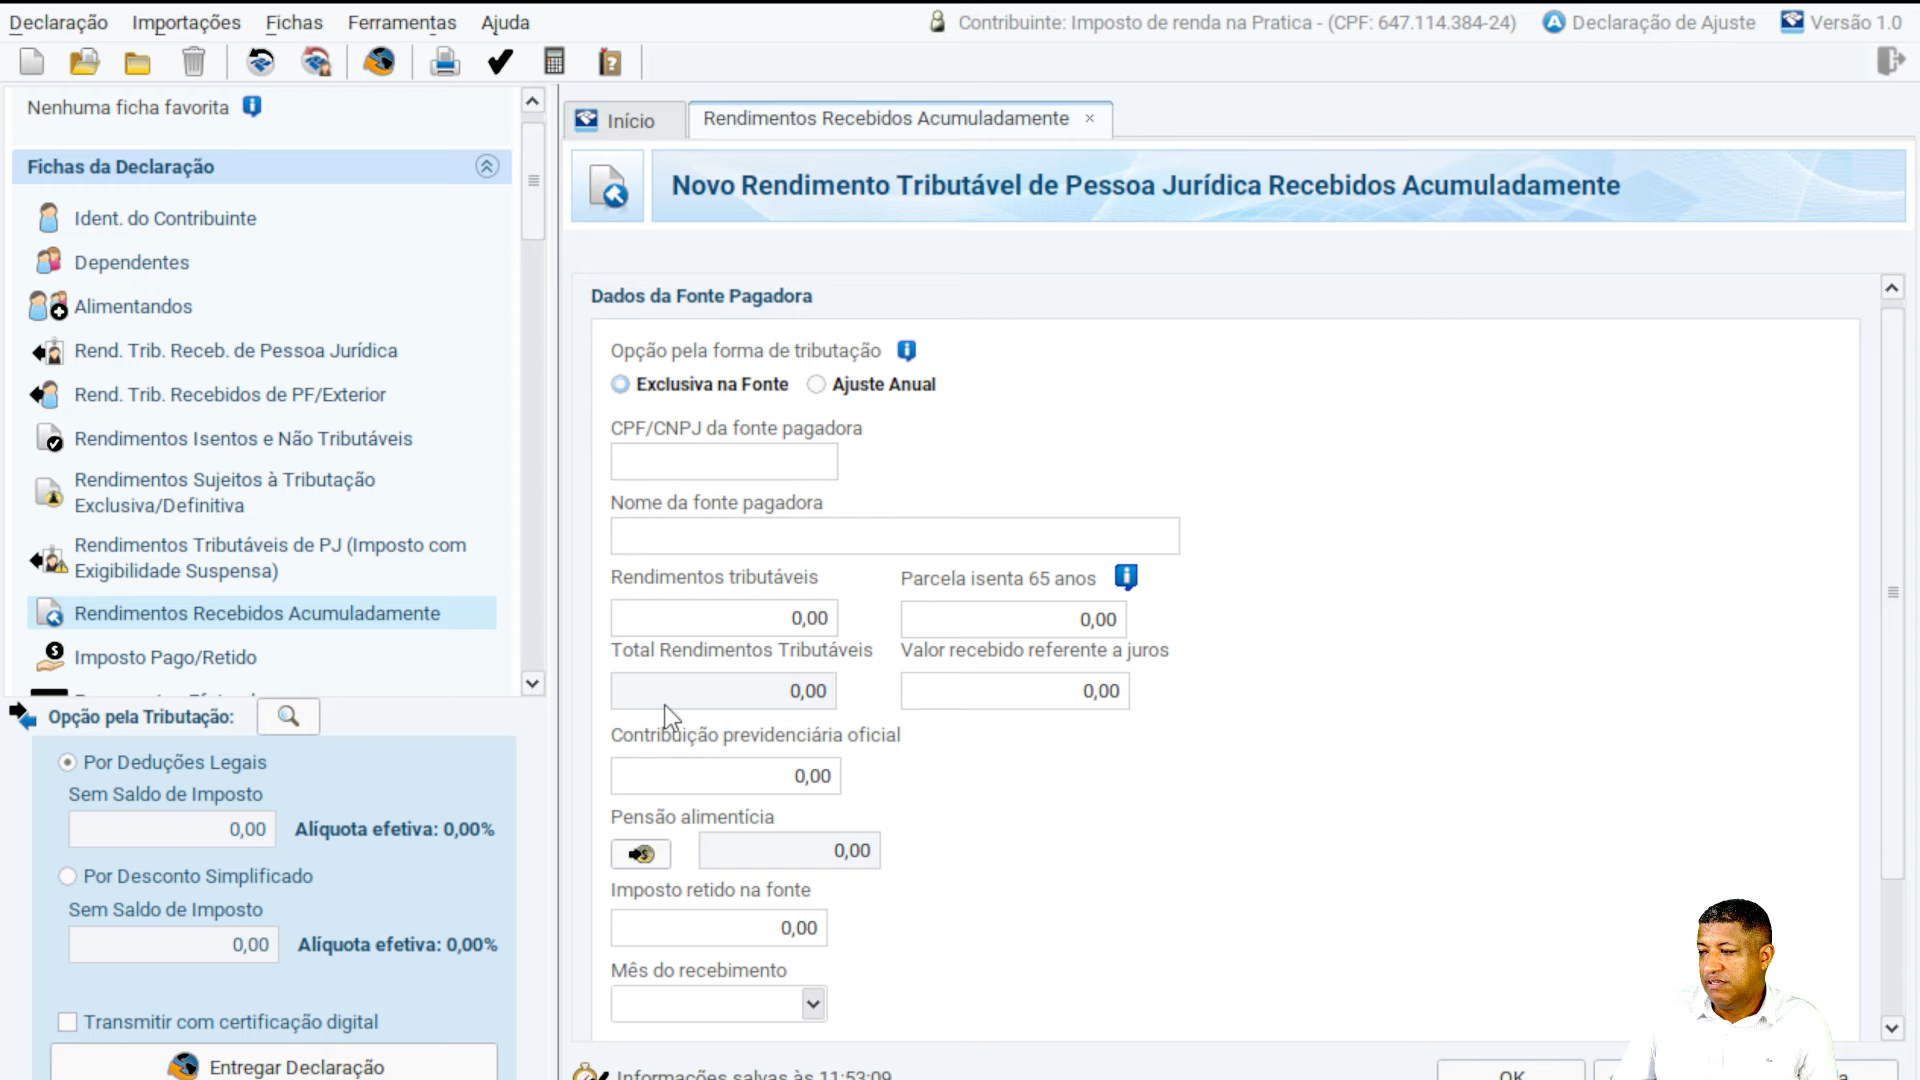 Declaração Importações Fichas Ferramentas Ajuda
Contribuinte: Imposto de renda na Pratica - (CPF: 647.114.384-24) Declaração de Ajuste Versão 1.0
Nenhuma ficha favorita
Fichas da Declaração
Ident. do Contribuinte
Dependentes
Alimentandos
Rend. Trib. Receb. de Pessoa Jurídica
Rend. Trib. Recebidos de PF/Exterior
Rendimentos Isentos e Não Tributáveis
Rendimentos Sujeitos à Tributação
Exclusiva/Definitiva
Rendimentos Tributáveis de PJ (Imposto com
Exigibilidade Suspensa)
Rendimentos Recebidos Acumuladamente
Imposto Pago/Retido
Opção pela Tributação:
Por Deduções Legais
Sem Saldo de Imposto
0,00 Alíquota efetiva: 0,00%
Por Desconto Simplificado
Sem Saldo de Imposto
0,00 Alíquota efetiva: 0,00%
Transmitir com certificação digital
Entregar Declaração
Início
Rendimentos Recebidos Acumuladamente ×
Novo Rendimento Tributável de Pessoa Jurídica Recebidos Acumuladamente
Dados da Fonte Pagadora
Opção pela forma de tributação
Exclusiva na Fonte Ajuste Anual
CPF/CNPJ da fonte pagadora
Nome da fonte pagadora
Rendimentos tributáveis Parcela isenta 65 anos
0,00 0,00
Total Rendimentos Tributáveis Valor recebido referente a juros
0,00 0,00
Contribuição previdenciária oficial
0,00
Pensão alimentícia
0,00
Imposto retido na fonte
0,00
Mês do recebimento
Informações salvas às 11:53:09
OK